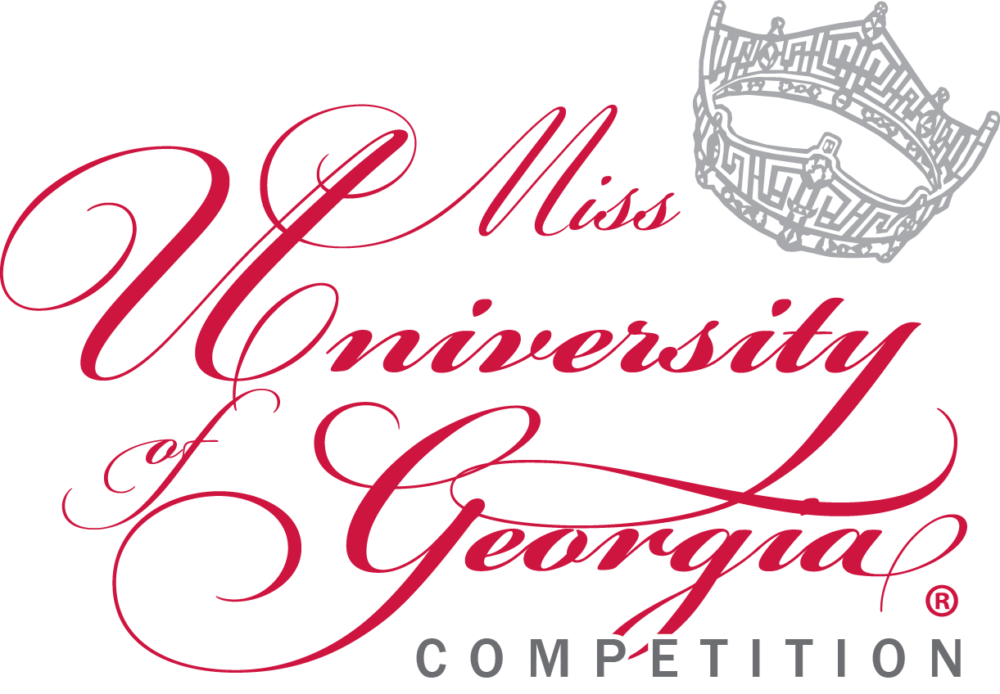 Miss
University
of
Georgia ®
COMPETITION